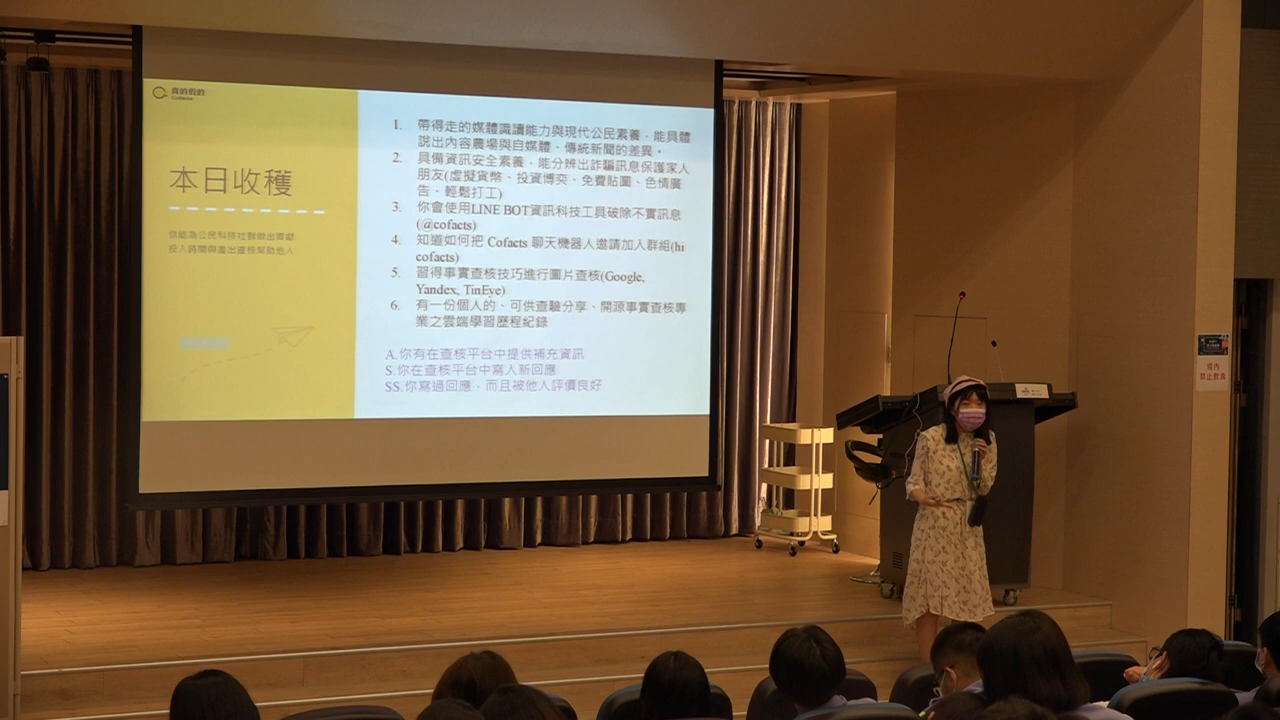 真的假的
Cofacts
本日收穫
你能為公民科技社群做出貢獻
投入時間與產出查核幫助他人
1. 帶得走的媒體識讀能力與現代公民素養，能具體
說出內容農場與自媒體、傳統新聞的差異。
2. 具備資訊安全素養，能分辨出詐騙訊息保護家人
朋友(虛擬貨幣、投資博奕、免費貼圖、色情廣
告、輕鬆打工)
3. 你會使用LINE BOT資訊科技工具破除不實訊息
(@cofacts)
4. 知道如何把 Cofacts 聊天機器人邀請加入群組(hi
cofacts)
5. 習得事實查核技巧進行圖片查核(Google,
Yandex, TinEye)
6. 有一份個人的、可供查驗分享、開源事實查核專
業之雲端學習歷程紀錄
A.你有在查核平台中提供補充資訊
S.你在查核平台中寫入新回應
SS.你寫過回應，而且被他人評價良好
場內
禁止飲食